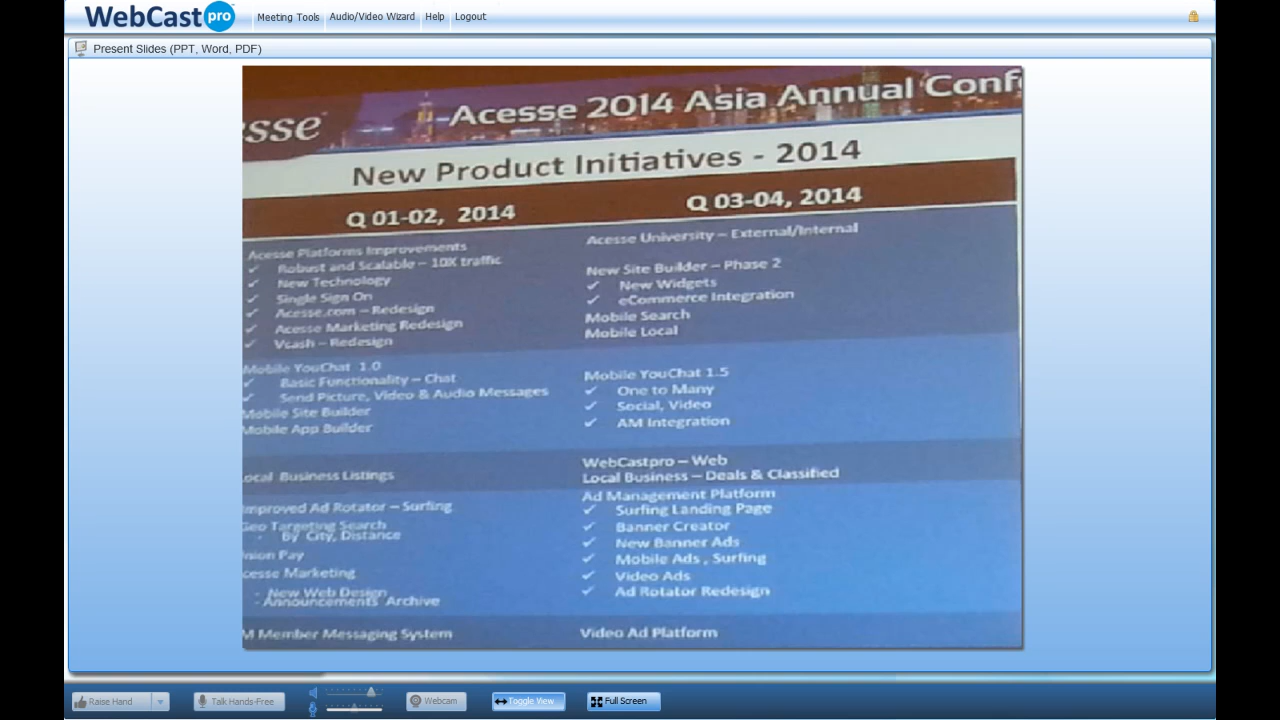 WebCast pro
Meeting Tools Audio/Video Wizard Help Logout
Present Slides (PPT, Word, PDF)
sse
Acesse 2014 Asia Annual Conf
New Product Initiatives - 2014
Q 01-02, 2014
Q 03-04, 2014
Acesse Platforms Improvements
✓ Robust and Scalable – 10X traffic
✓ New Technology
✓ Single Sign On
✓ Acesse.com – Redesign
✓ Acesse Marketing Redesign
✓ Vcash – Redesign
Acesse University – External/Internal
New Site Builder – Phase 2
✓ New Widgets
✓ eCommerce Integration
Mobile Search
Mobile Local
Mobile YouChat 1.0
✓ Basic Functionality – Chat
✓ Send Picture, Video & Audio Messages
Mobile Site Builder
Mobile App Builder
Mobile YouChat 1.5
✓ One to Many
✓ Social, Video
✓ AM Integration
ocal Business Listings
WebCastpro – Web
Local Business – Deals & Classified
mproved Ad Rotator – Surfing
Geo Targeting Search
- By City, Distance
nion Pay
cesse Marketing
- New Web Design
- Announcements Archive
Ad Management Platform
✓ Surfing Landing Page
✓ Banner Creator
✓ New Banner Ads
✓ Mobile Ads , Surfing
✓ Video Ads
✓ Ad Rotator Redesign
M Member Messaging System
Video Ad Platform
Raise Hand Talk Hands-Free Webcam Toggle View Full Screen